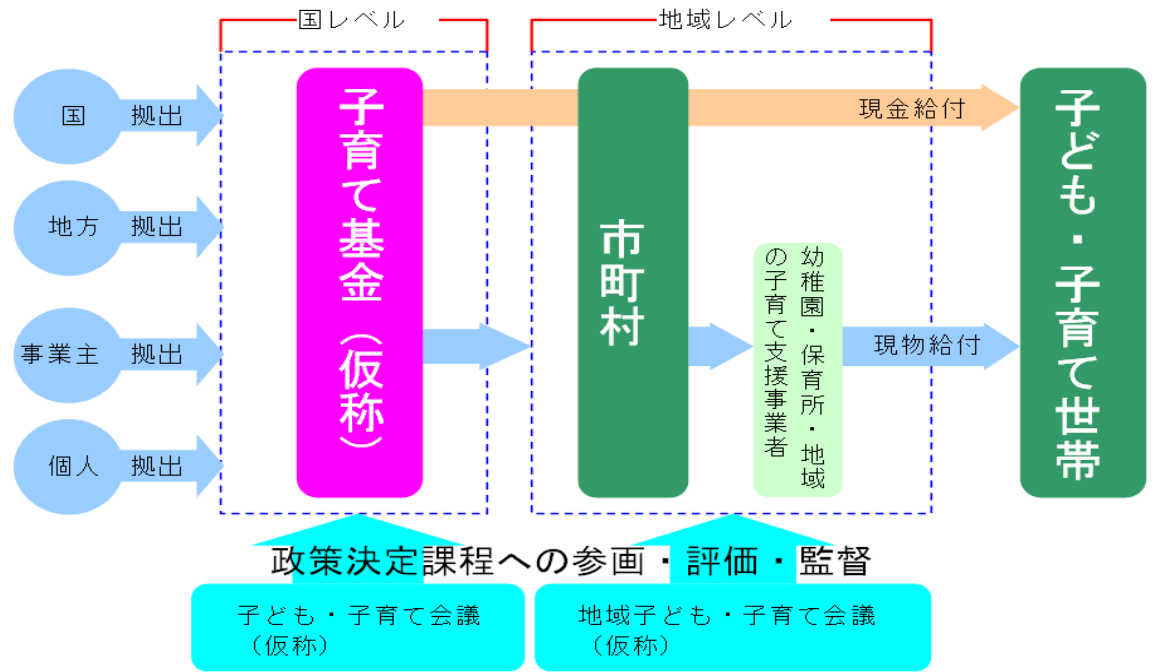 国レベル
地域レベル
国
拠出
地方
拠出
事業主
拠出
個人
拠出
子育て基金（仮称）
市町村
幼稚園・保育所・地域
の子育て支援事業者
現金給付
現物給付
子ども・子育て世帯
政策決定課程への参画・評価・監督
子ども・子育て会議
（仮称）
地域子ども・子育て会議
（仮称）